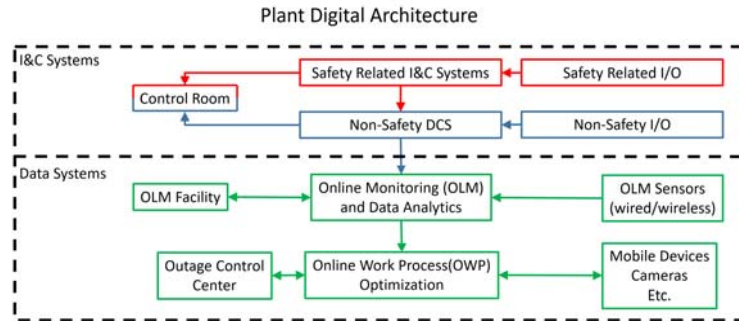 Plant Digital Architecture
I&C Systems
Safety Related I&C Systems
Safety Related I/O
Control Room
Non-Safety DCS
Non-Safety I/O
Data Systems
OLM Facility
Online Monitoring (OLM)
and Data Analytics
OLM Sensors
(wired/wireless)
Outage Control
Center
Online Work Process(OWP)
Optimization
Mobile Devices
Cameras
Etc.